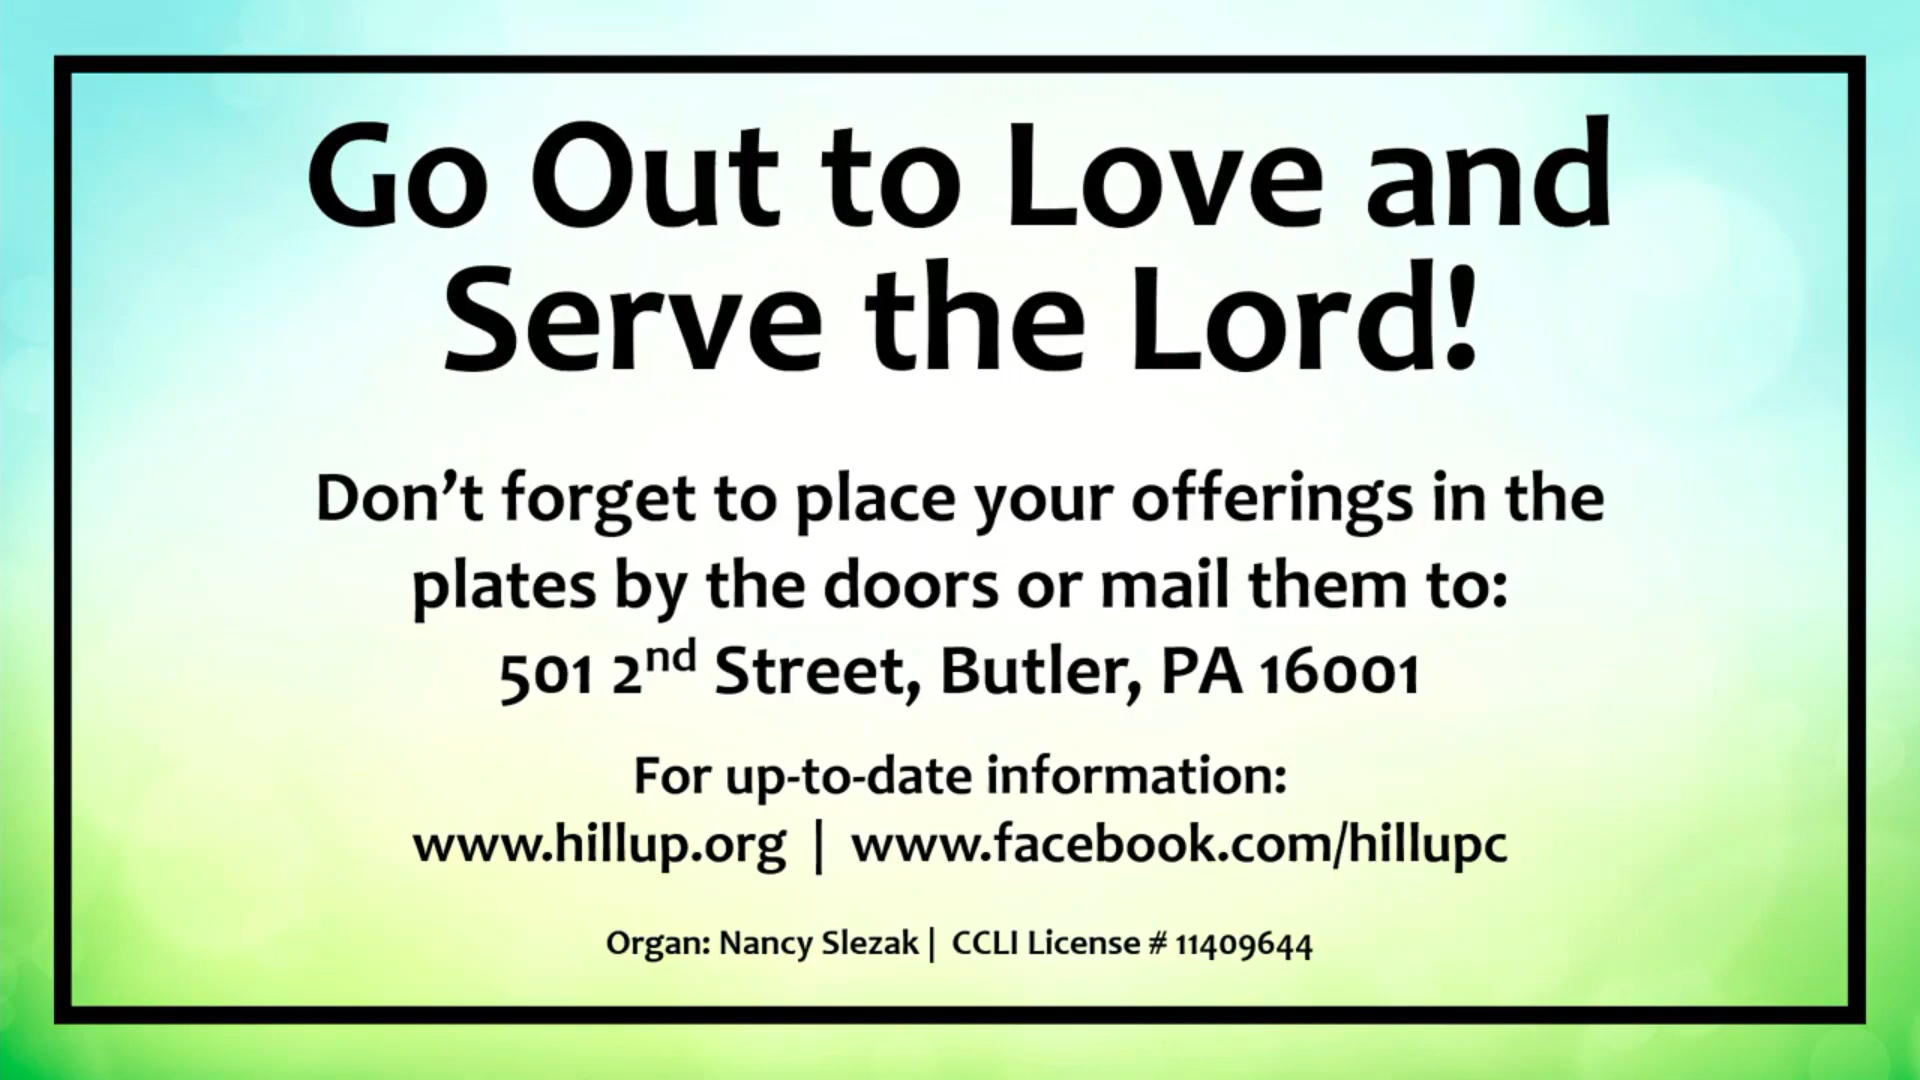 Go Out to Love and
Serve the Lord!
Don’t forget to place your offerings in the
plates by the doors or mail them to:
501 2nd Street, Butler, PA 16001
For up-to-date information:
www.hillup.org | www.facebook.com/hillupc
Organ: Nancy Slezak | CCLI License # 11409644